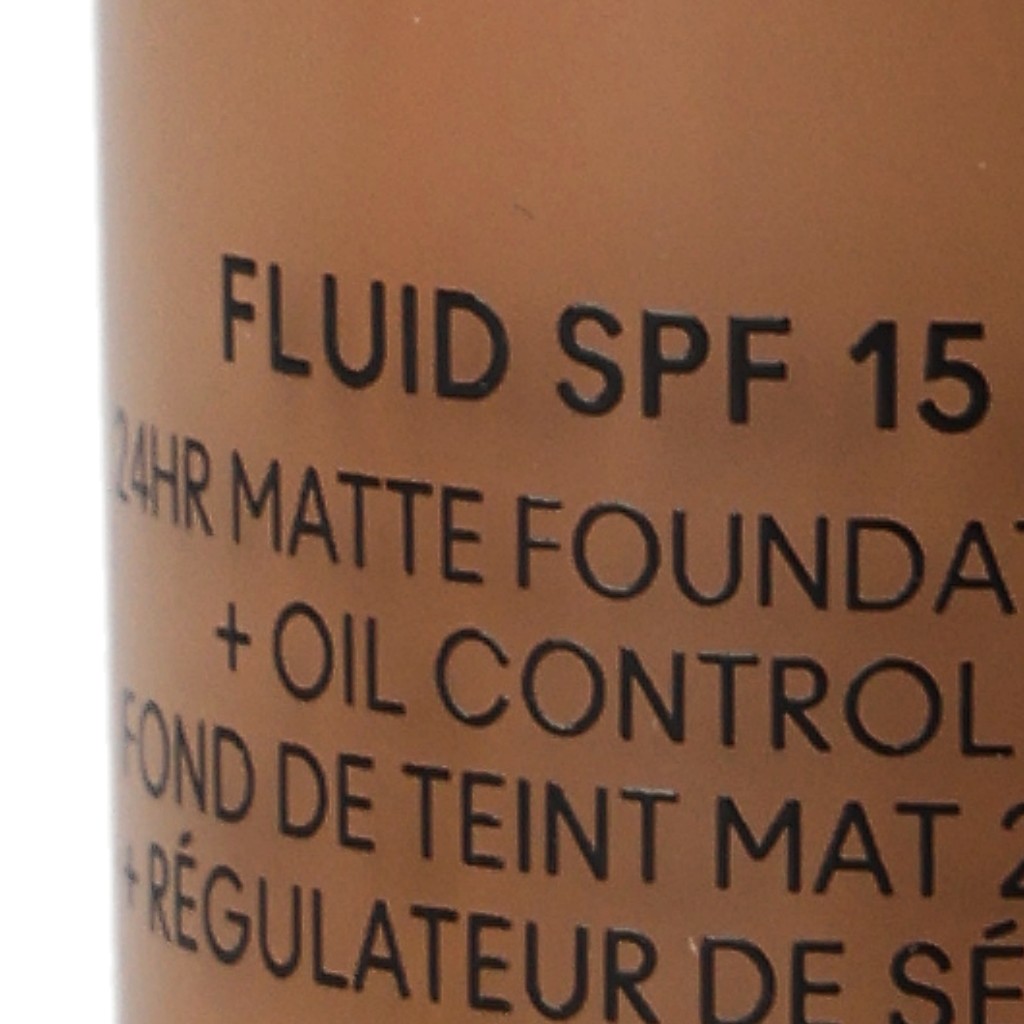 FLUID SPF 15
24HR MATTE FOUNDAT
+ OIL CONTROL
FOND DE TEINT MAT 2
+ RÉGULATEUR DE SÉ